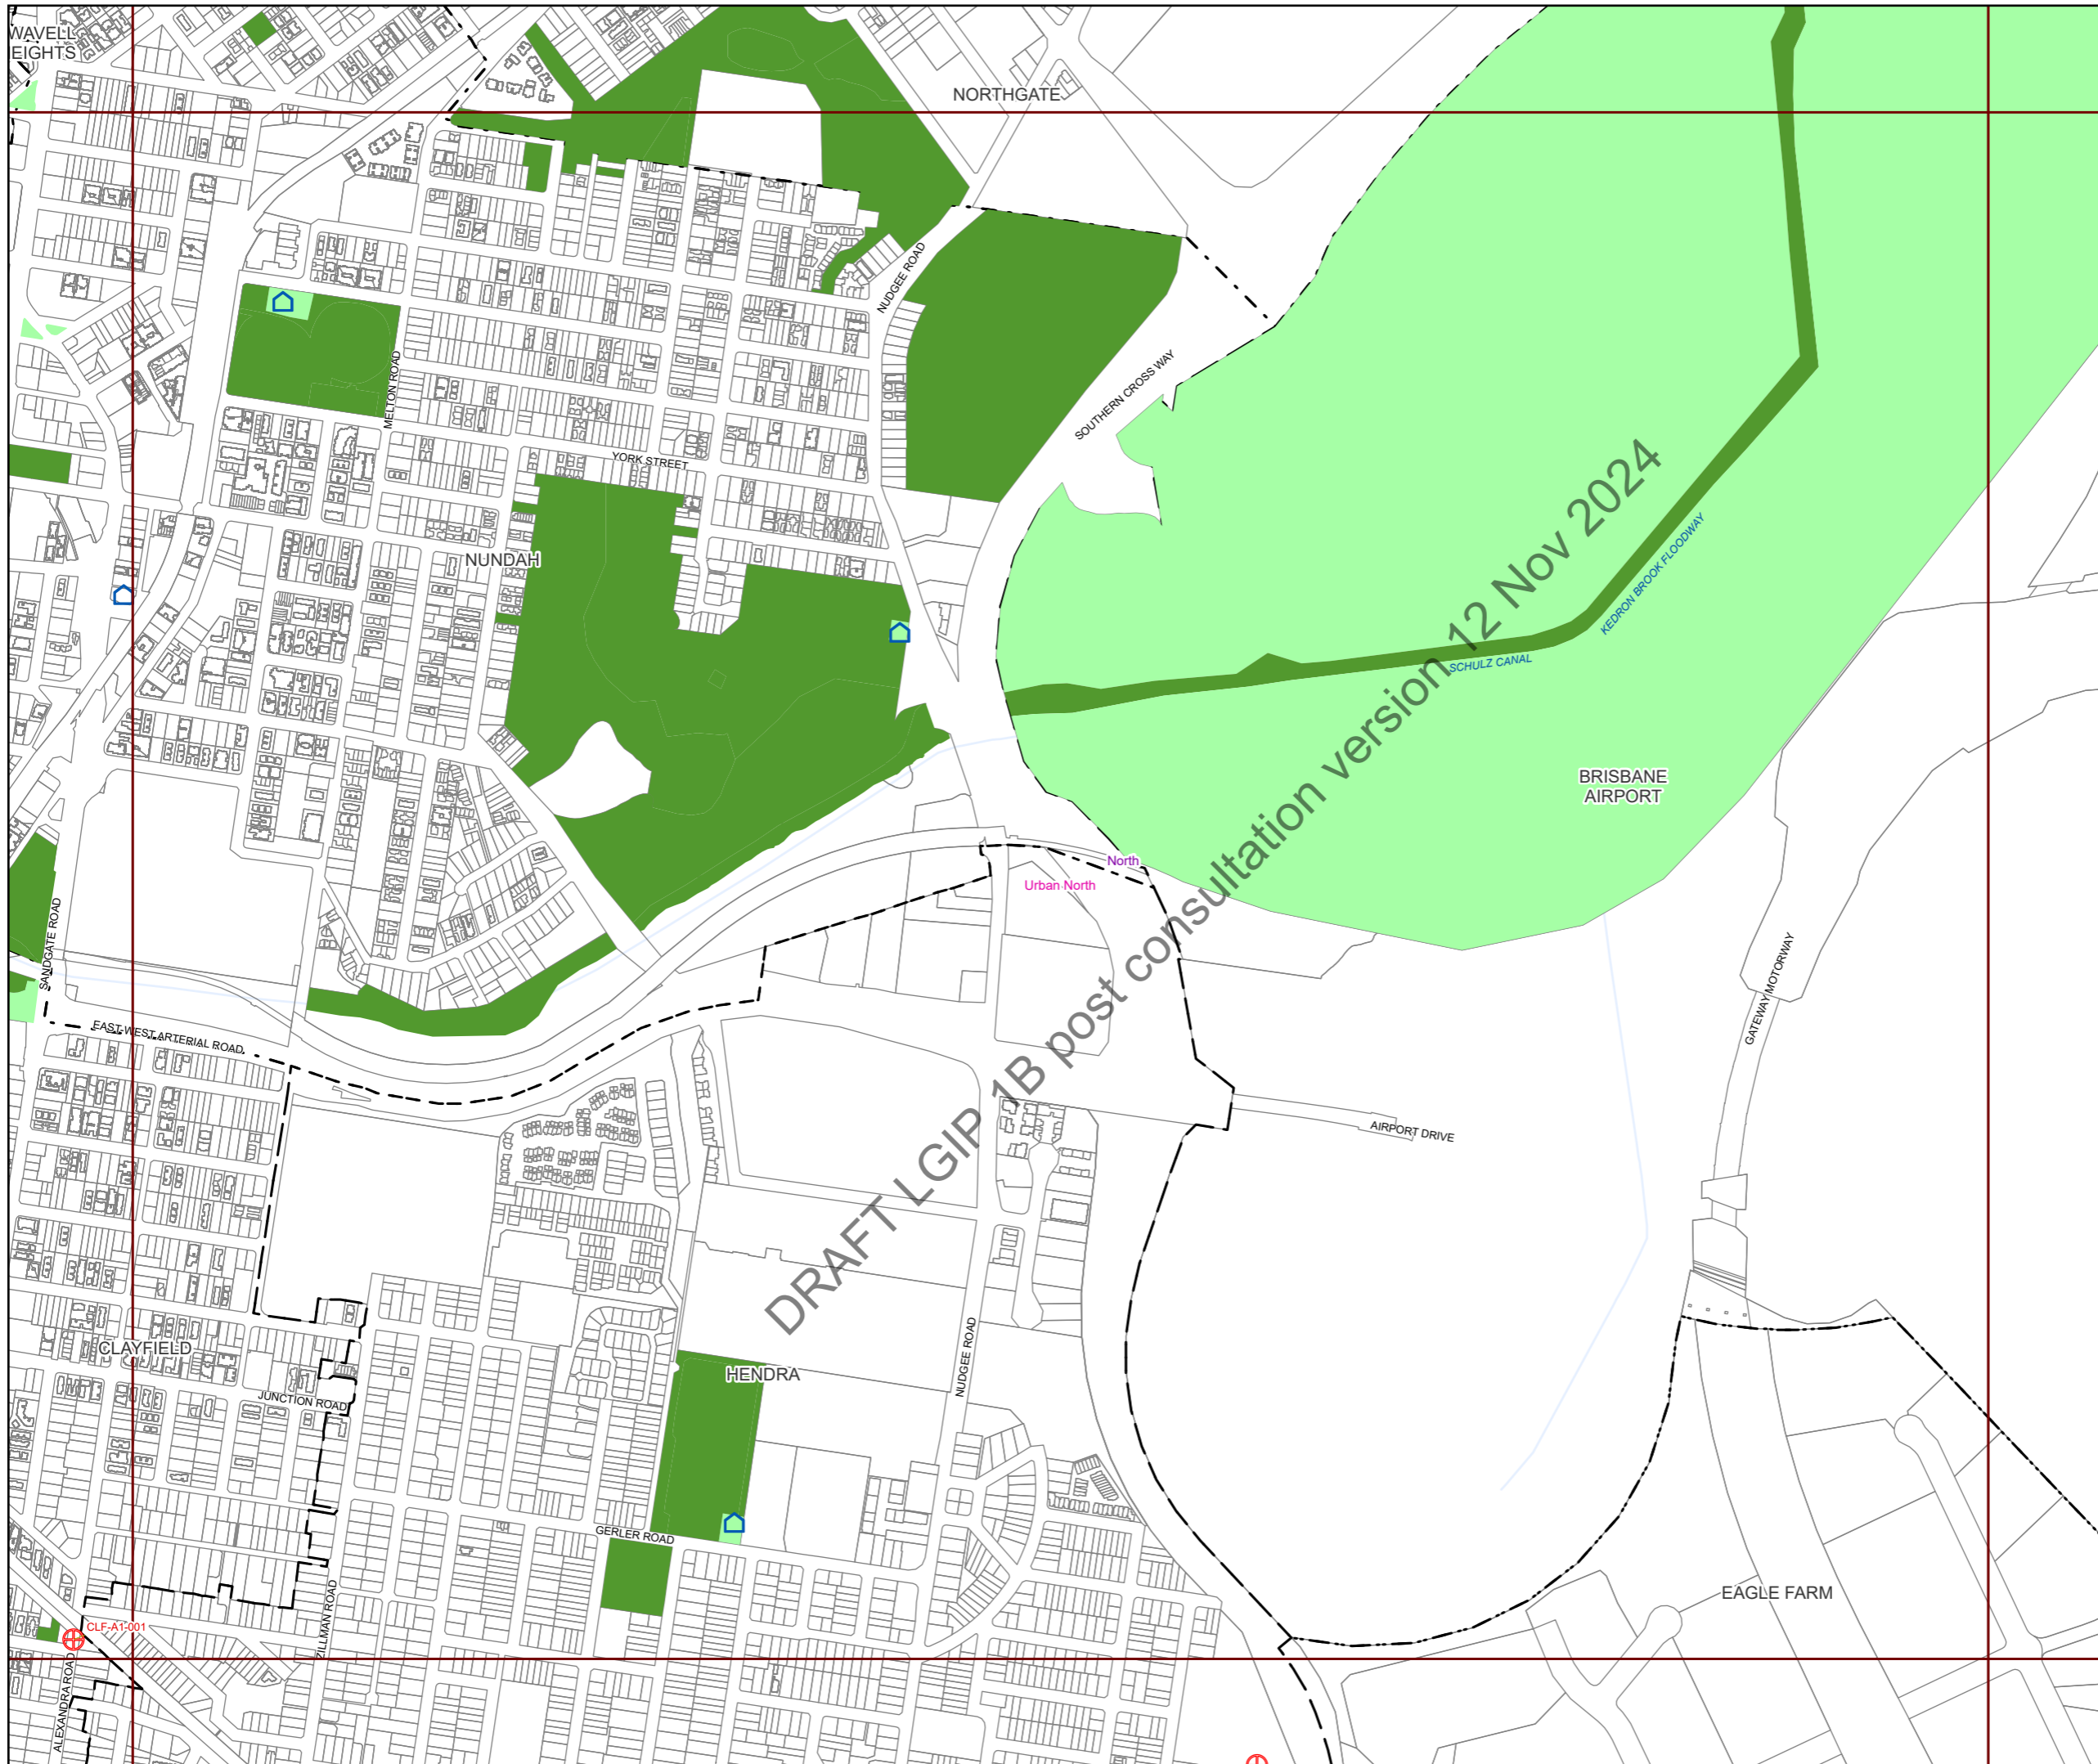 WAVELL
EIGHTS
NORTHGATE
NUDGEE ROAD
MELTON ROAD
SOUTHERN CROSS WAY
YORK STREET
NUNDAH
KEDRON BROOK FLOODWAY
SCHULZ CANAL
BRISBANE
AIRPORT
North
Urban North
SANDGATE ROAD
GATEWAY MOTORWAY
EAST-WEST ARTERIAL ROAD
AIRPORT DRIVE
DRAFT LGIP 1B post consultation version 12 Nov 2024
CLAYFIELD
NUDGEE ROAD
HENDRA
JUNCTION ROAD
GERLER ROAD
EAGLE FARM
ZILLMAN ROAD
CLF-A1-001
ALEXANDRA ROAD